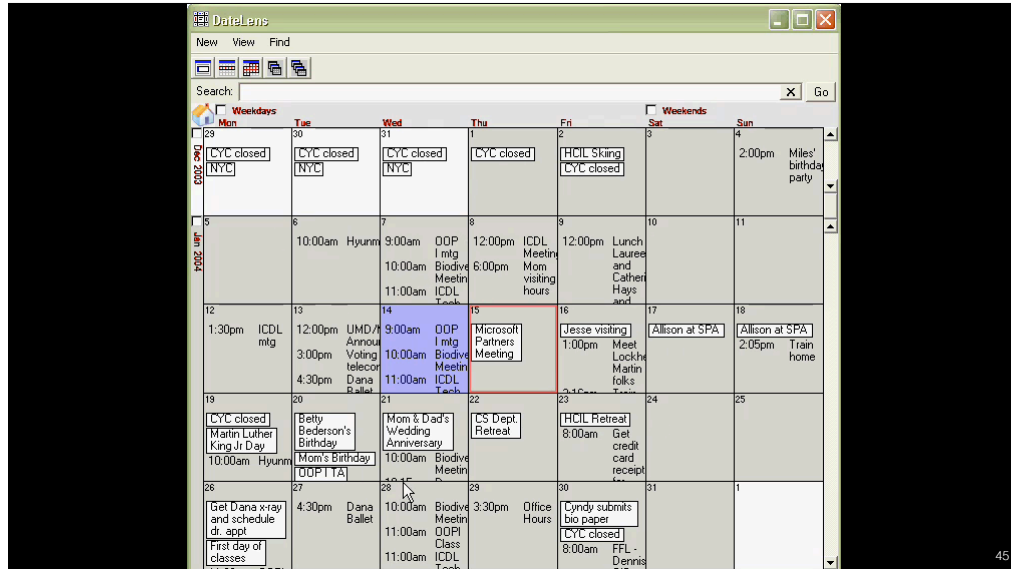 DateLens
New View Find
Search: Go
Weekdays Weekends
Mon Tue Wed Thu Fri Sat Sun
Dec 2003
29 30 31 1 2 3 4
CYC closed
NYC
CYC closed
NYC
CYC closed
NYC
CYC closed
HCIL Skiing
CYC closed
2:00pm Miles'
birthday
party
Jan 2004
5 6 7 8 9 10 11
10:00am Hyunm
9:00am OOP
I mtg
10:00am Biodive
Meetin
11:00am ICDL
12:00pm ICDL
Meetin
6:00pm Mom
visiting
hours
12:00pm Lunch
Lauree
and
Catheri
Hays
and
12 13 14 15 16 17 18
1:30pm ICDL
mtg
12:00pm UMD/
Annou
3:00pm Voting
telecor
4:30pm Dana
Ballet
9:00am OOP
I mtg
10:00am Biodive
Meetin
11:00am ICDL
Tech
Microsoft
Partners
Meeting
Jesse visiting
1:00pm Meet
Lockhe
Martin
folks
Allison at SPA
Allison at SPA
2:05pm Train
home
19 20 21 22 23 24 25
CYC closed
Martin Luther
King Jr Day
10:00am Hyunm
Betty
Bederson's
Birthday
Mom's Birthday
OOP I TA
Mom & Dad's
Wedding
Anniversary
10:00am Biodive
Meetin
CS Dept.
Retreat
HCIL Retreat
8:00am Get
credit
card
receipt
26 27 28 29 30 31 1
Get Dana x-ray
and schedule
dr. appt
First day of
classes
4:30pm Dana
Ballet
10:00am Biodive
Meetin
11:00am OOPI
Class
11:00am ICDL
Tech
3:30pm Office
Hours
Cyndy submits
bio paper
CYC closed
8:00am FFL -
Dennis
45